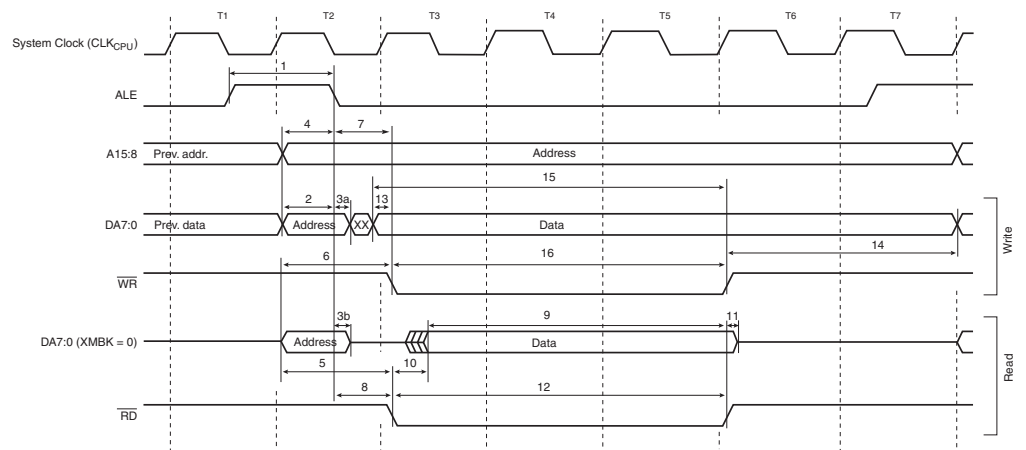 T1 T2 T3 T4 T5 T6 T7
System Clock (CLKCPU)
1
ALE
4 7
A15:8 Prev. addr. Address
15
2 3a 13
DA7:0 Prev. data Address XX Data
14
6 16
WR
Write
3b 9 11
DA7:0 (XMBK = 0) Address Data
5 10
8 12
RD
Read